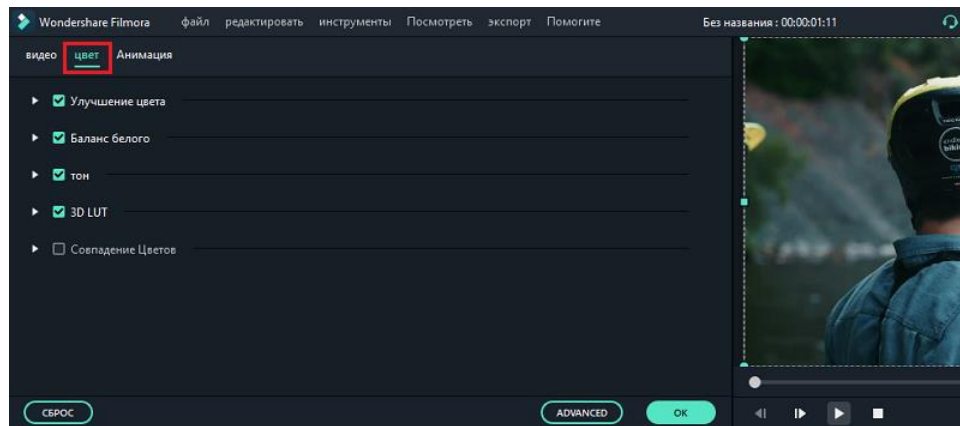 Wondershare Filmora файл редактировать инструменты Посмотреть экспорт Помогите Без названия : 00:00:01:11
видео цвет Анимация
Улучшение цвета
Баланс белого
тон
3D LUT
Совпадение Цветов
СБРОС ADVANCED OK